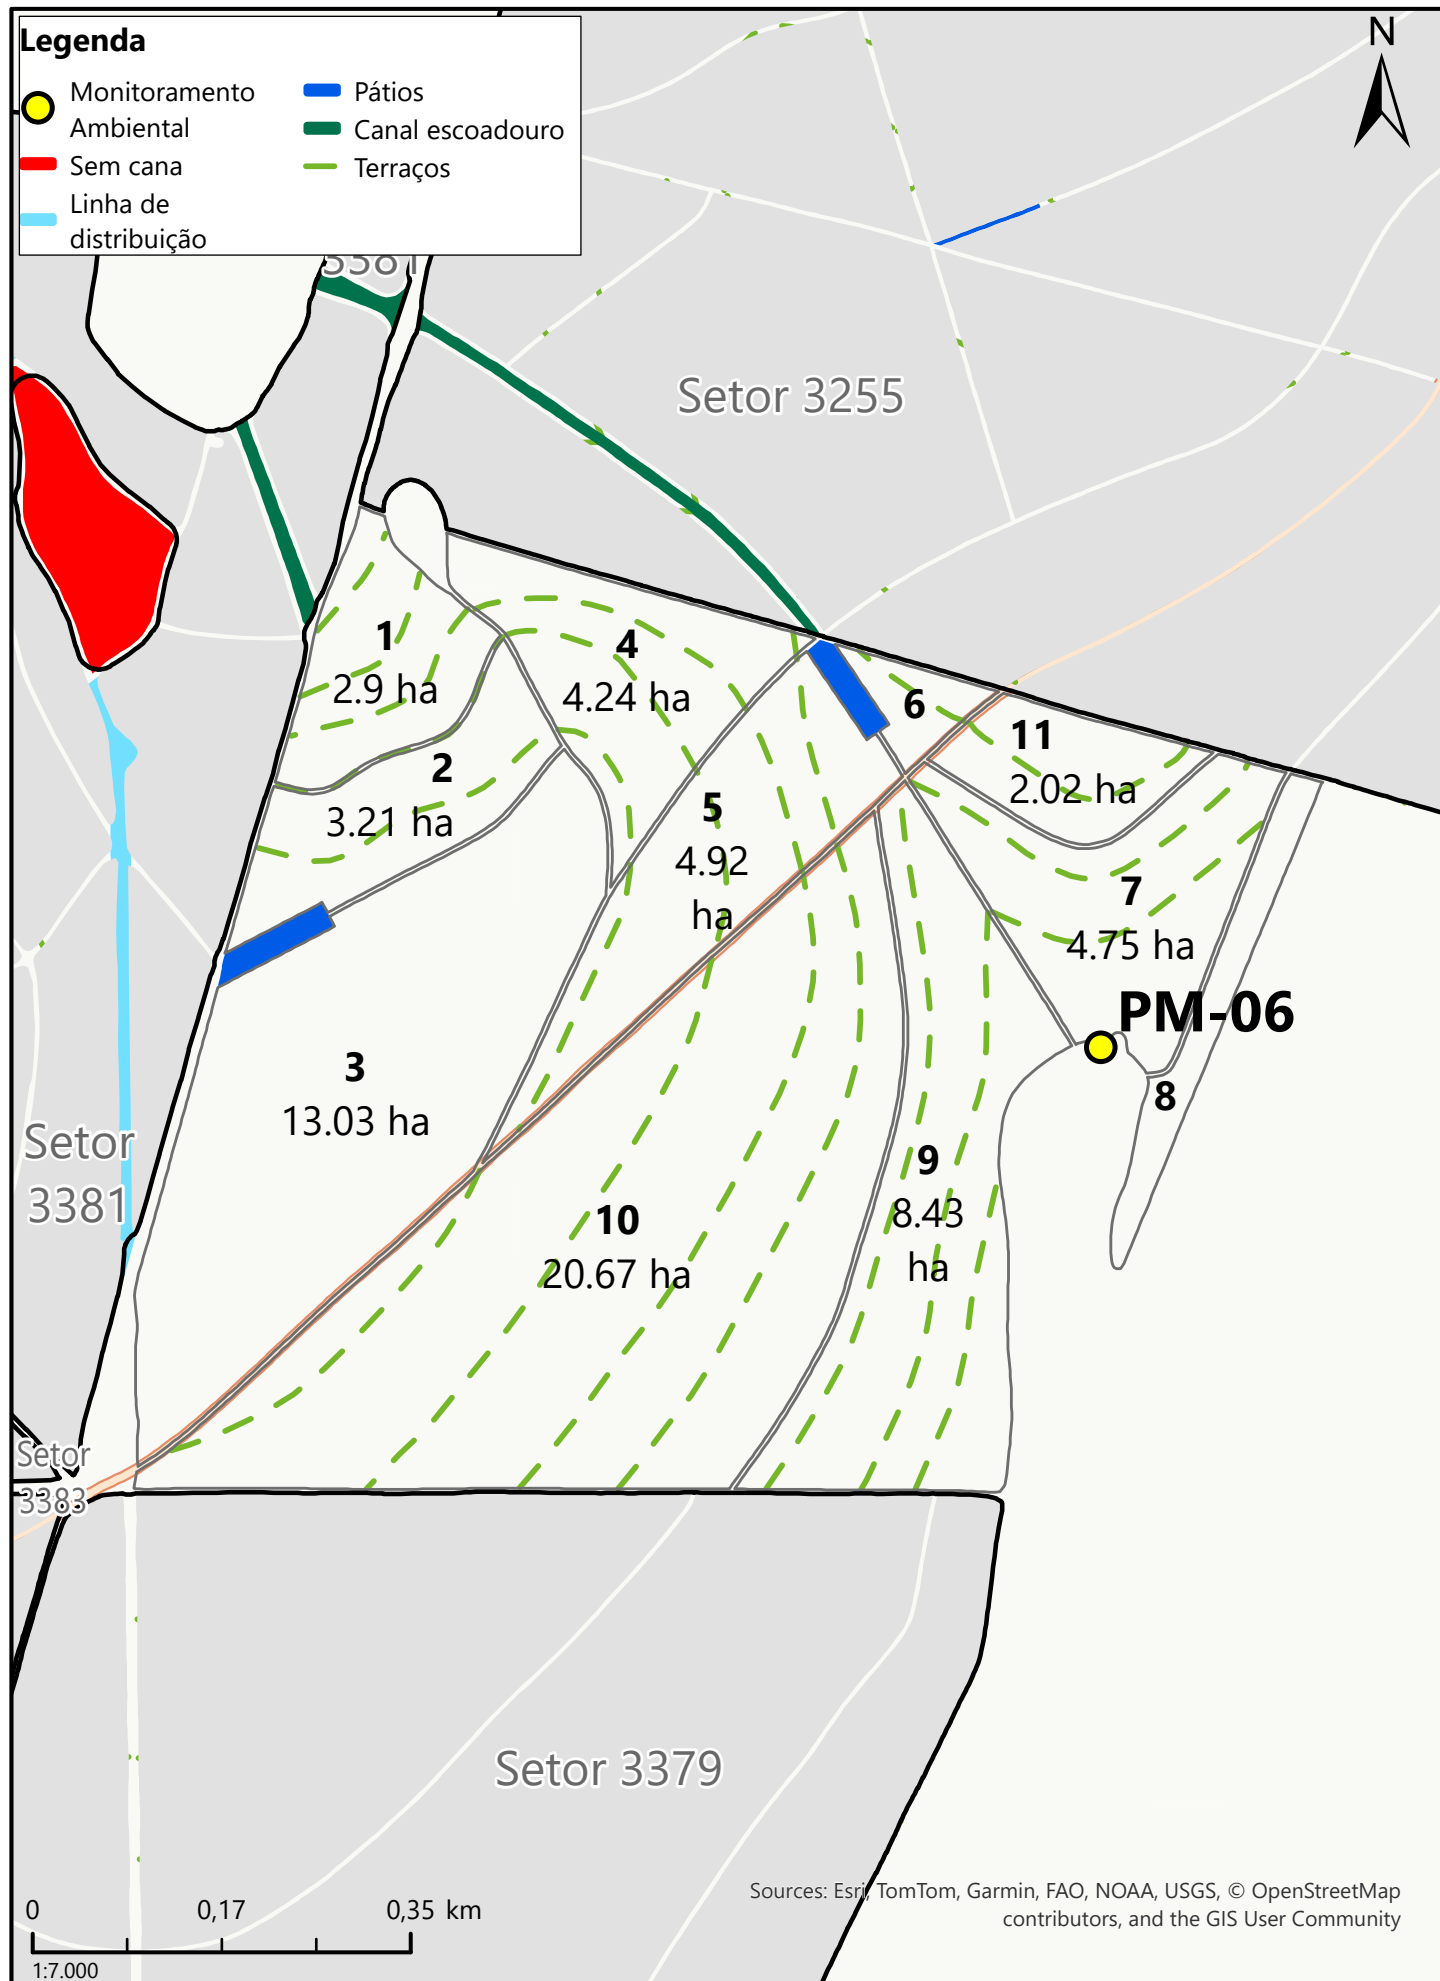 Legenda
Monitoramento
Ambiental
Sem cana
Linha de
distribuição
Pátios
Canal escoadouro
Terraços
N
3381
Setor 3255
1
2.9 ha
4
4.24 ha
6
11
2.02 ha
2
3.21 ha
5
4.92
ha
7
4.75 ha
PM-06
3
13.03 ha
8
Setor
3381
9
8.43
ha
10
20.67 ha
Setor
3383
Setor 3379
0 0,17 0,35 km
1:7.000
Sources: Esri, TomTom, Garmin, FAO, NOAA, USGS, © OpenStreetMap
contributors, and the GIS User Community